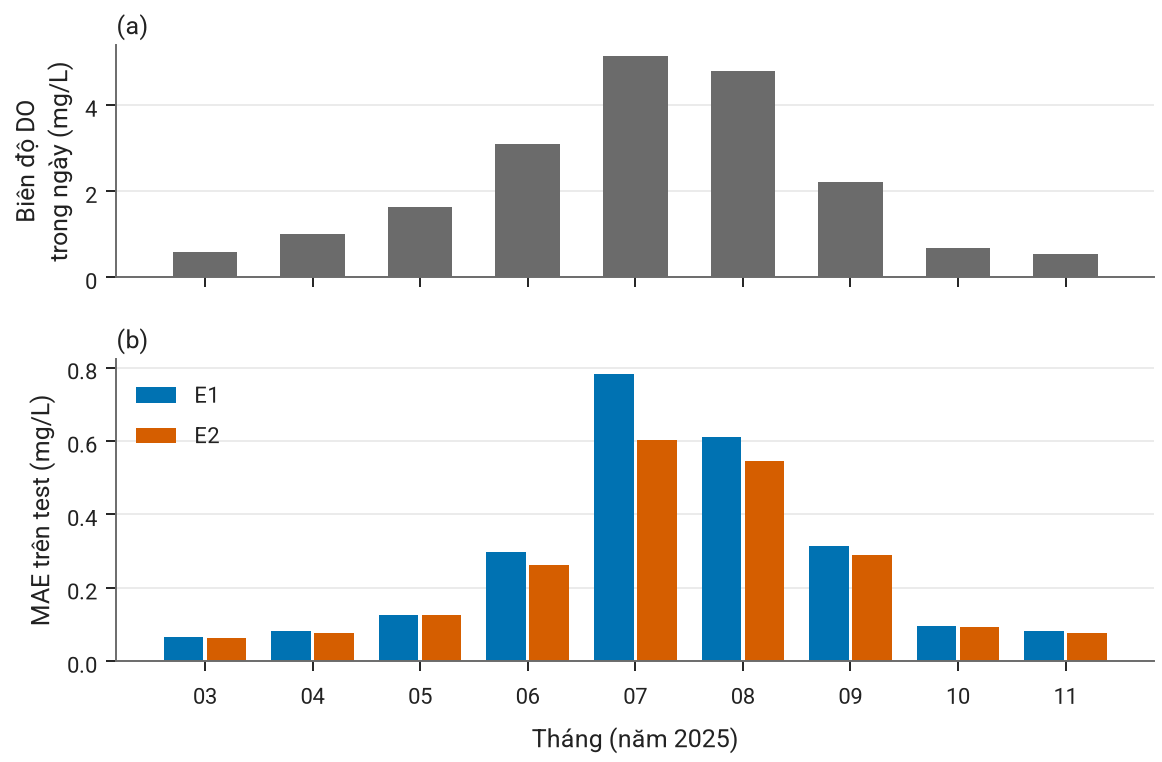 (a)
Biên độ DO
trong ngày (mg/L)
4
2
0
(b)
MAE trên test (mg/L)
0.8
0.6
0.4
0.2
0.0
E1
E2
03 04 05 06 07 08 09 10 11
Tháng (năm 2025)